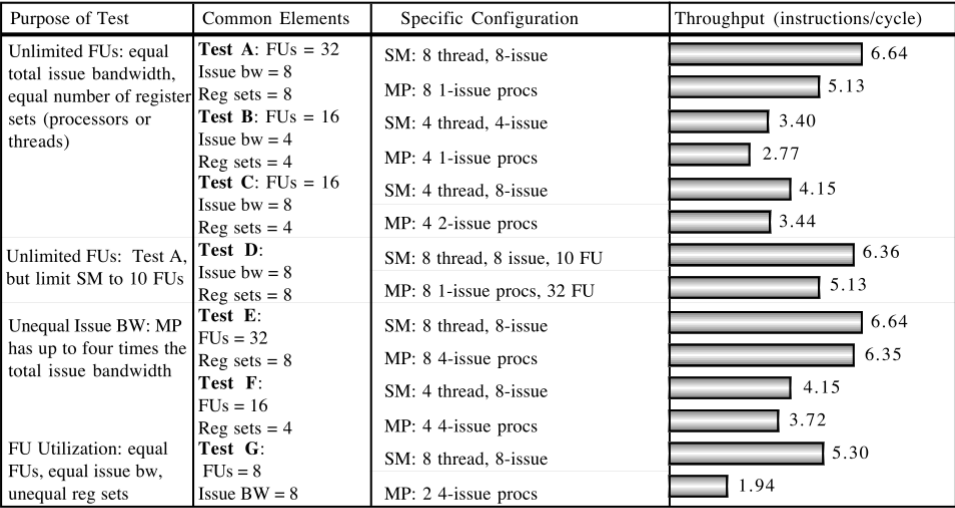 Purpose of Test
Common Elements
Specific Configuration
Throughput (instructions/cycle)
Unlimited FUs: equal
total issue bandwidth,
equal number of register
sets (processors or
threads)
Test A: FUs = 32
Issue bw = 8
Reg sets = 8
SM: 8 thread, 8-issue
6.64
MP: 8 1-issue procs
5.13
Test B: FUs = 16
Issue bw = 4
Reg sets = 4
SM: 4 thread, 4-issue
3.40
MP: 4 1-issue procs
2.77
Test C: FUs = 16
Issue bw = 8
Reg sets = 4
SM: 4 thread, 8-issue
4.15
MP: 4 2-issue procs
3.44
Unlimited FUs: Test A,
but limit SM to 10 FUs
Test D:
Issue bw = 8
Reg sets = 8
SM: 8 thread, 8 issue, 10 FU
6.36
MP: 8 1-issue procs, 32 FU
5.13
Unequal Issue BW: MP
has up to four times the
total issue bandwidth
Test E:
FUs = 32
Reg sets = 8
SM: 8 thread, 8-issue
6.64
MP: 8 4-issue procs
6.35
Test F:
FUs = 16
Reg sets = 4
SM: 4 thread, 8-issue
4.15
MP: 4 4-issue procs
3.72
FU Utilization: equal
FUs, equal issue bw,
unequal reg sets
Test G:
FUs = 8
Issue BW = 8
SM: 8 thread, 8-issue
5.30
MP: 2 4-issue procs
1.94